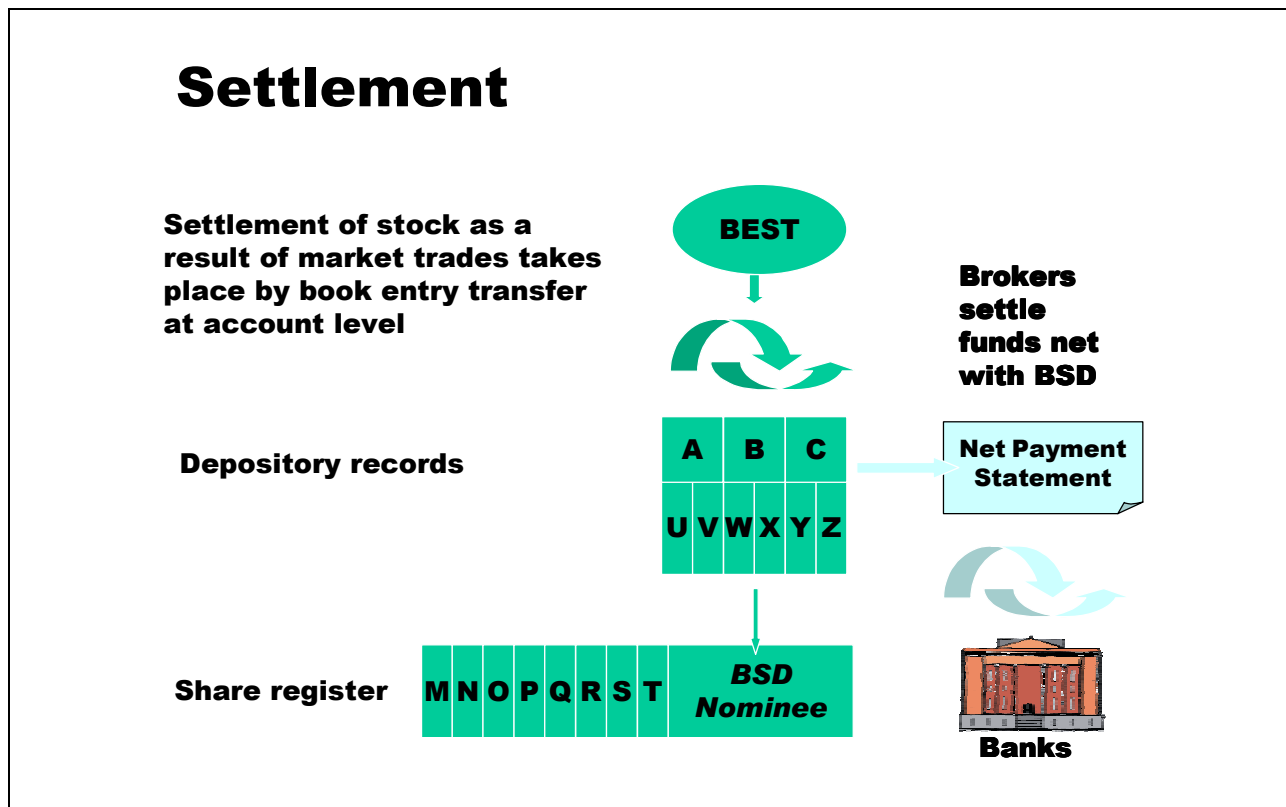 Settlement
Settlement of stock as a
result of market trades takes
place by book entry transfer
at account level
BEST
Brokers
settle
funds net
with BSD
Depository records
A B C
U V W X Y Z
Net Payment
Statement
Share register
M N O P Q R S T
BSD
Nominee
Banks